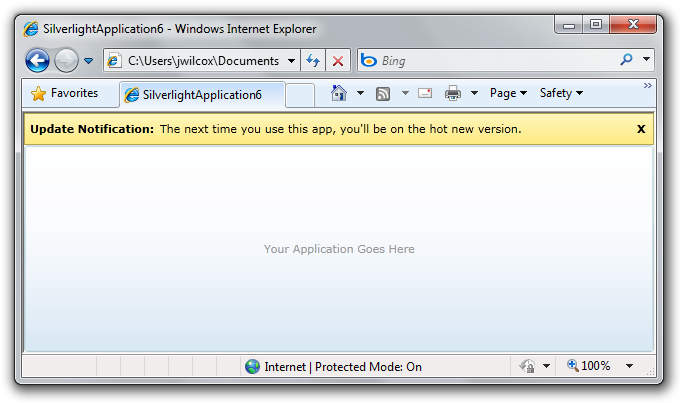 SilverlightApplication6 - Windows Internet Explorer
C:\Users\jwilcox\Documents
Bing
Favorites
SilverlightApplication6
Page
Safety
Update Notification: The next time you use this app, you'll be on the hot new version. X
Your Application Goes Here
Internet | Protected Mode: On
100%